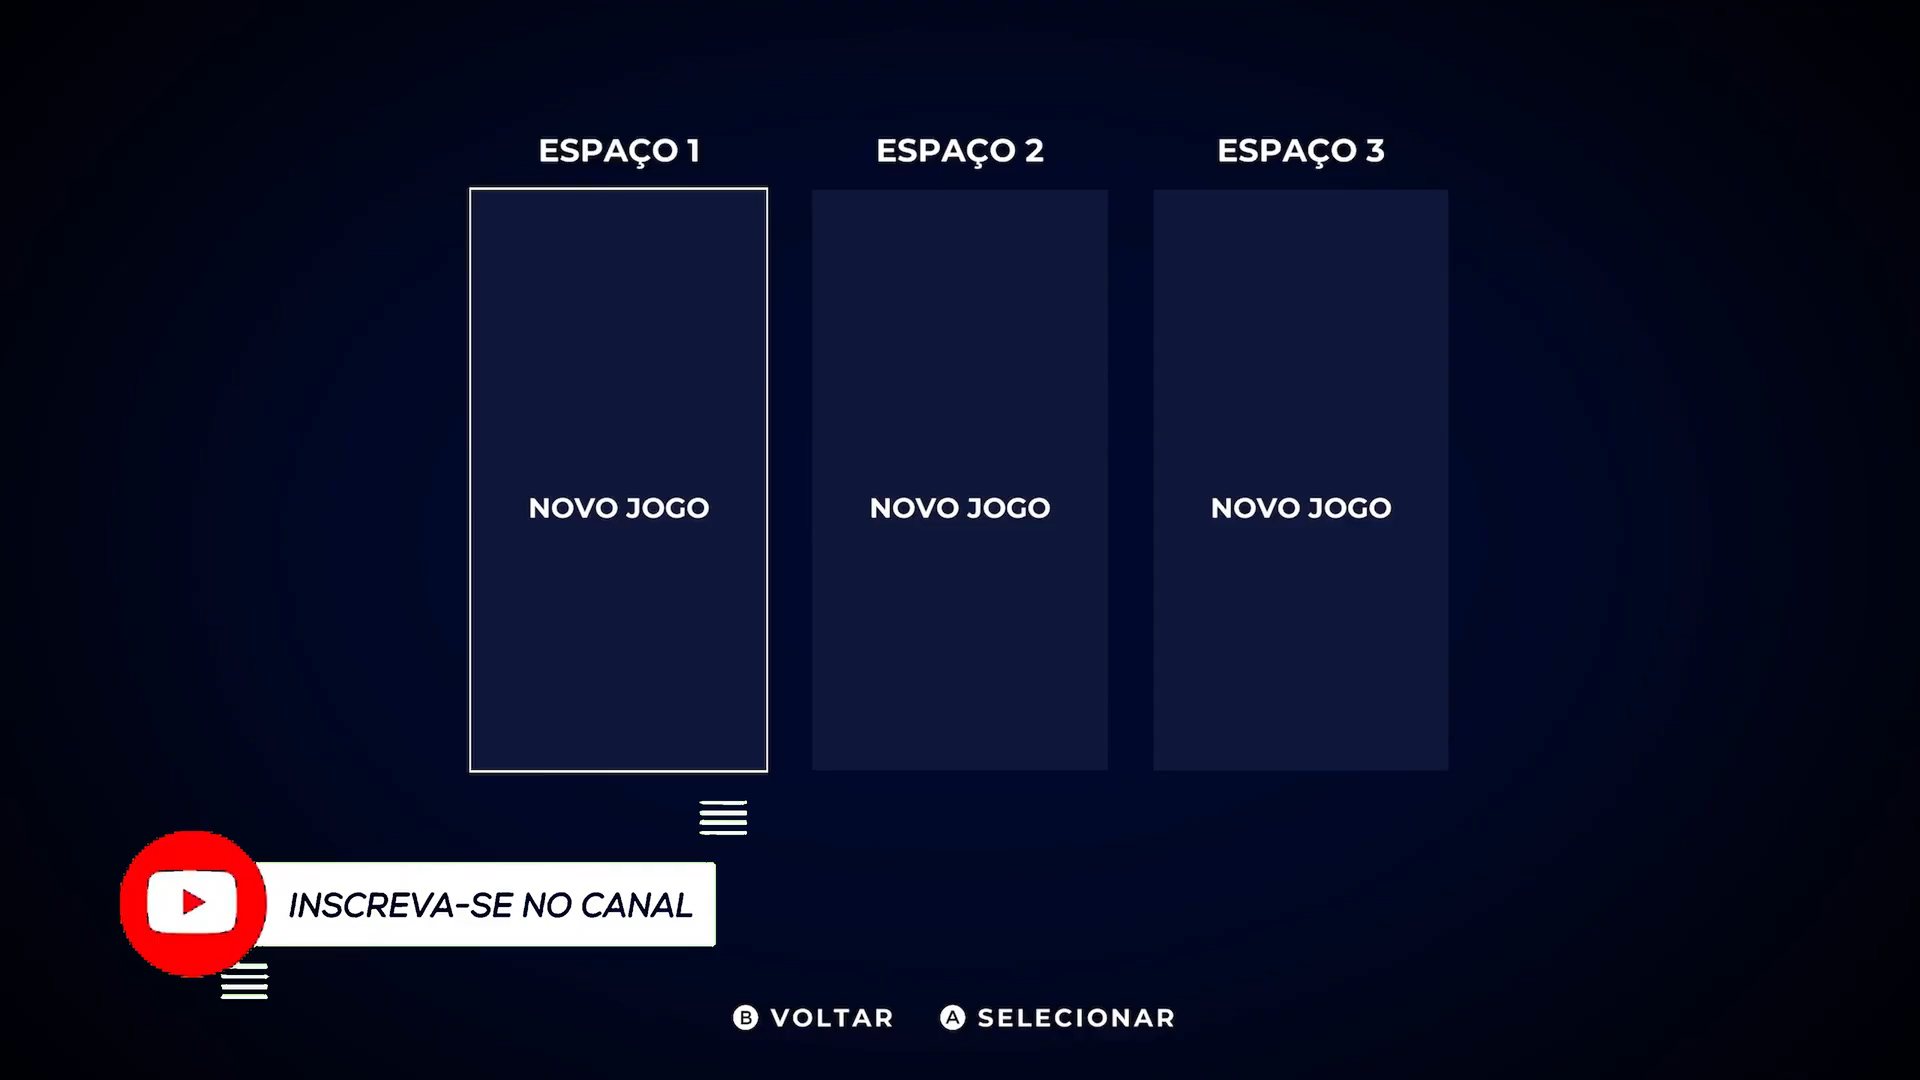 ESPAÇO 1
ESPAÇO 2
ESPAÇO 3
NOVO JOGO
NOVO JOGO
NOVO JOGO
INSCREVA-SE NO CANAL
B VOLTAR
A SELECIONAR